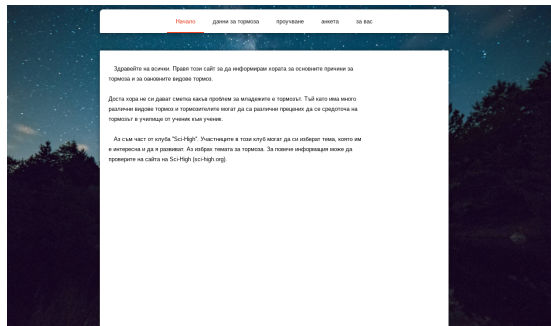 Начало данни за тормоза проучване анкета за вас
Здравейте на всички. Правя този сайт за да информирам хората за основните причини за
тормоза и за оановните видове тормоз.
Доста хора не си дават сметка какъв проблем за младежите е тормозът. Тъй като има много
различни видове тормоз и тормозителите могат да са различни прецених да се средоточа на
тормозът в училище от ученик към ученик.
Аз съм част от клуба "Sci-High". Участниците в този клуб могат да си изберат тема, която им
е интересна и да я развиват. Аз избрах темата за тормоза. За повече информация може да
проверите на сайта на Sci-High (sci-high.org).